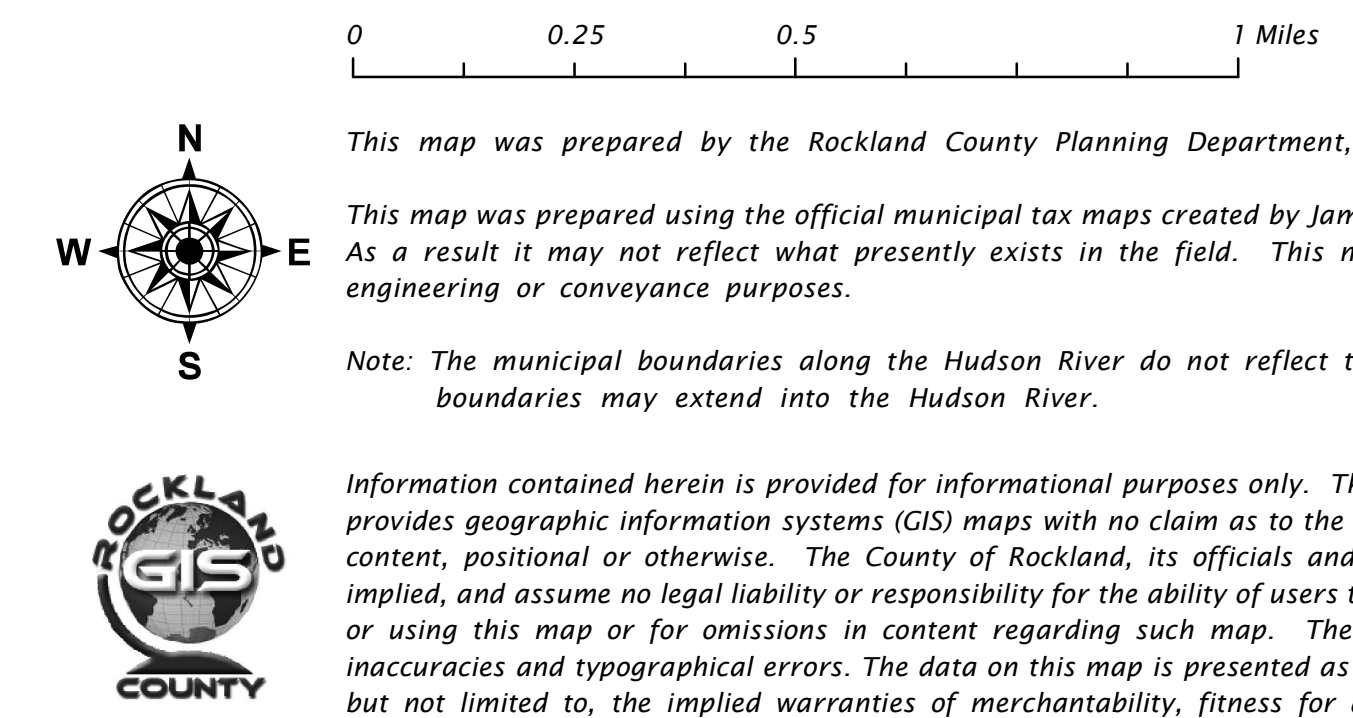 0 0.25 0.5 1 Miles
N
W E
S
This map was prepared by the Rockland County Planning Department,
This map was prepared using the official municipal tax maps created by Jam
As a result it may not reflect what presently exists in the field. This m
engineering or conveyance purposes.
Note: The municipal boundaries along the Hudson River do not reflect t
boundaries may extend into the Hudson River.
ROCKLAND
GIS
COUNTY
Information contained herein is provided for informational purposes only. Th
provides geographic information systems (GIS) maps with no claim as to the
content, positional or otherwise. The County of Rockland, its officials and
implied, and assume no legal liability or responsibility for the ability of users t
or using this map or for omissions in content regarding such map. The
inaccuracies and typographical errors. The data on this map is presented as
but not limited to, the implied warranties of merchantability, fitness for